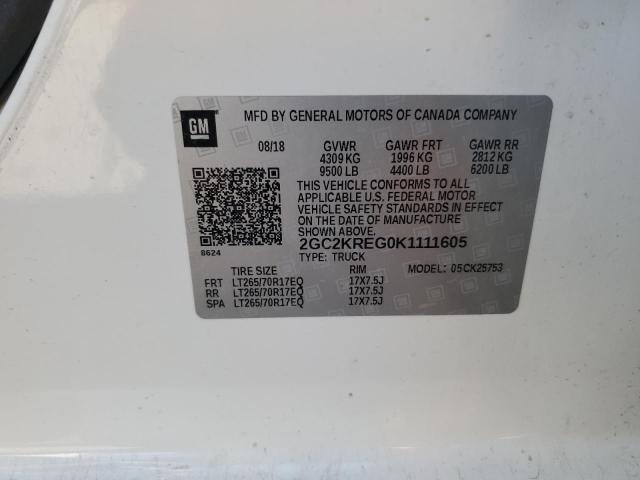 GM
MFD BY GENERAL MOTORS OF CANADA COMPANY
08/18 GVWR GAWR FRT GAWR RR
4309 KG 1996 KG 2812 KG
9500 LB 4400 LB 6200 LB
THIS VEHICLE CONFORMS TO ALL
APPLICABLE U.S. FEDERAL MOTOR
VEHICLE SAFETY STANDARDS IN EFFECT
ON THE DATE OF MANUFACTURE
SHOWN ABOVE.
2GC2KREG0K1111605
8624
TYPE: TRUCK MODEL: 05CK25753
TIRE SIZE RIM
FRT LT265/70R17EQ 17X7.5J
RR LT265/70R17EQ 17X7.5J
SPA LT265/70R17EQ 17X7.5J